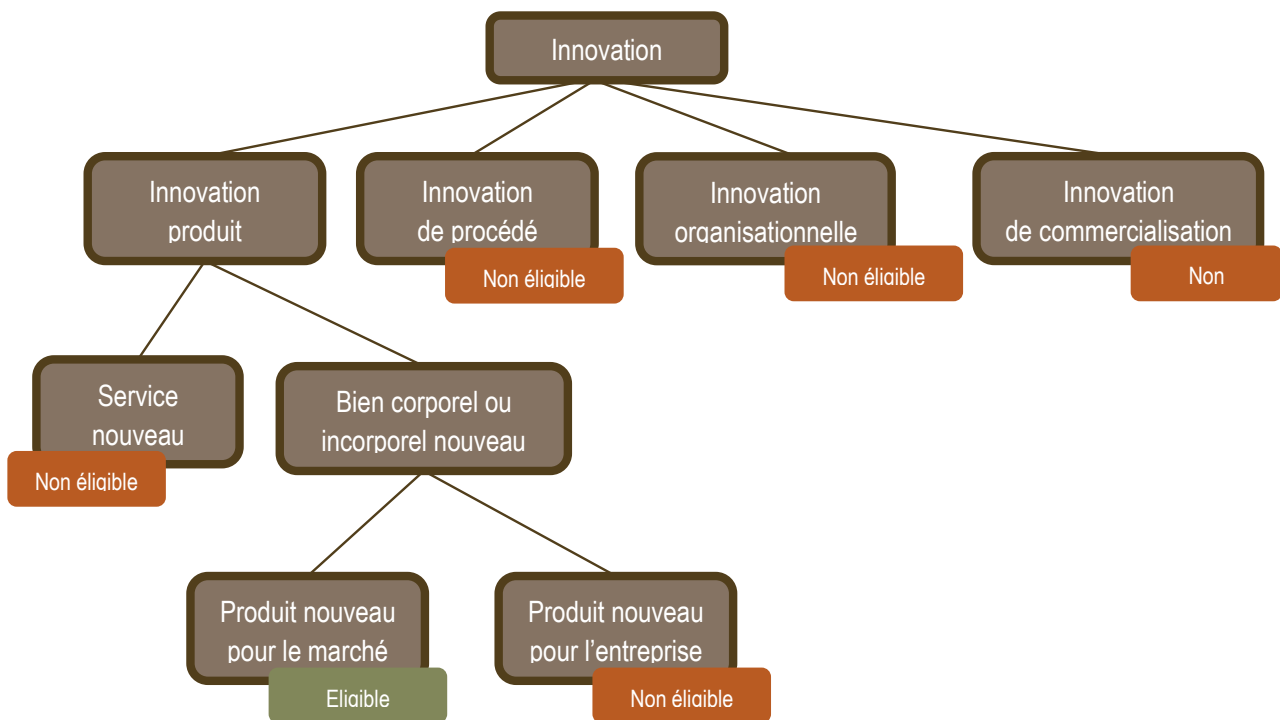 Innovation
Innovation
produit
Innovation
de procédé
Non éligible
Innovation
organisationnelle
Non éligible
Innovation
de commercialisation
Non
Service
nouveau
Non éligible
Bien corporel ou
incorporel nouveau
Produit nouveau
pour le marché
Eligible
Produit nouveau
pour l’entreprise
Non éligible